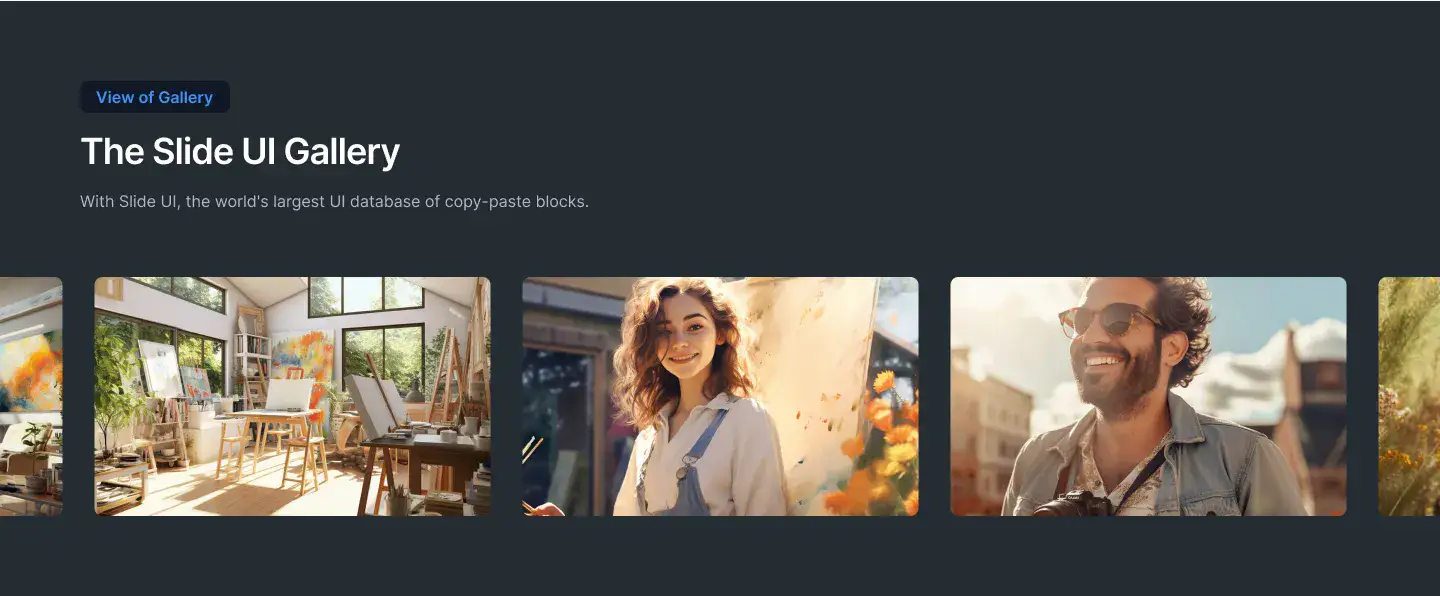 View of Gallery
The Slide UI Gallery
With Slide UI, the world's largest UI database of copy-paste blocks.